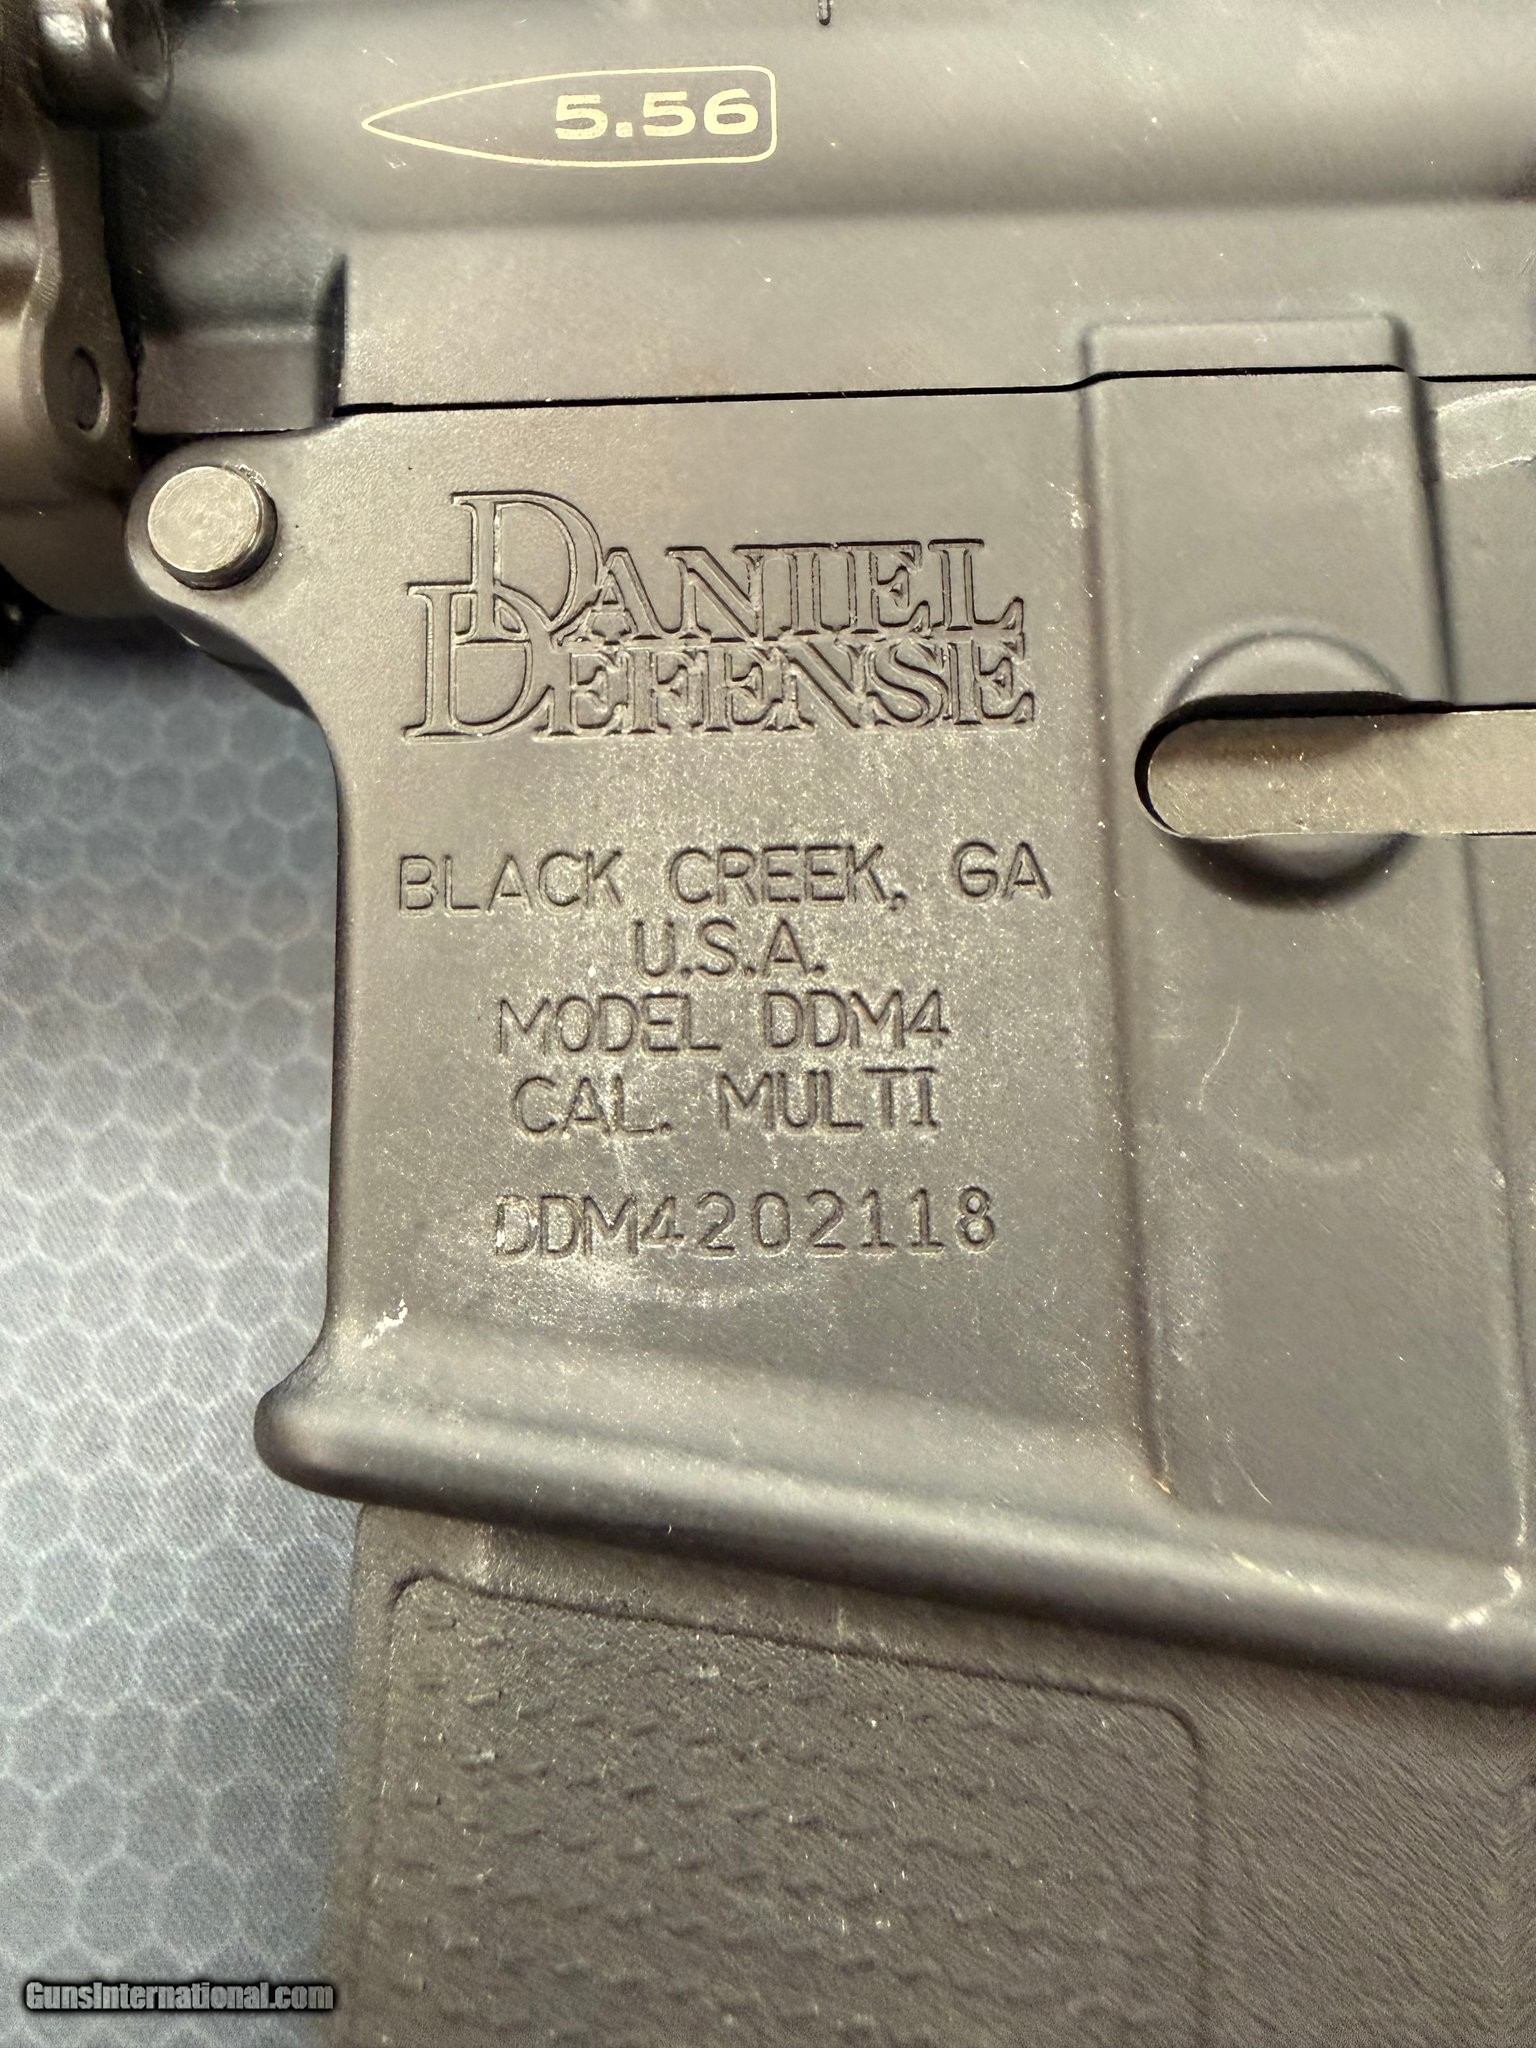 5.56
DANIEL
DEFENSE
BLACK CREEK, GA
U.S.A.
MODEL DDM4
CAL. MULTI
DDM4202118
GunsInternational.com